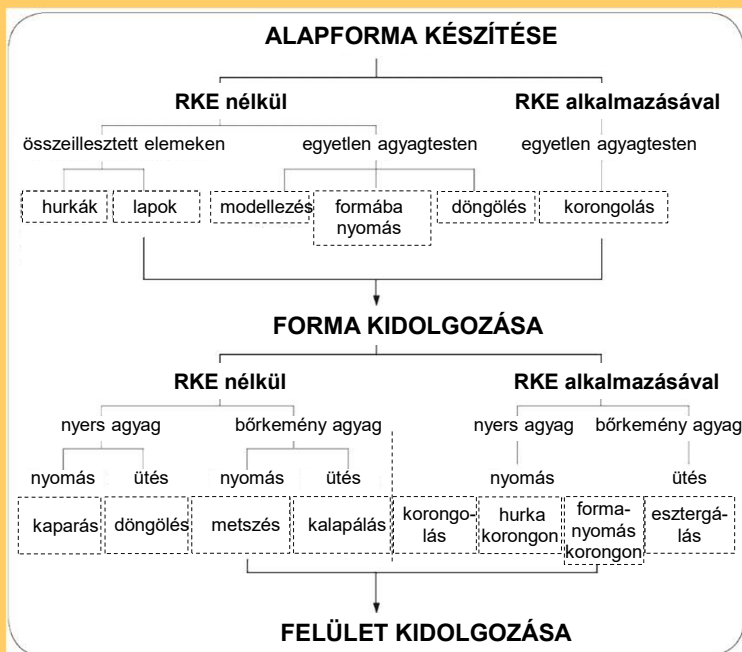 ALAPFORMA KÉSZÍTÉSE
RKE nélkül RKE alkalmazásával
összeillesztett elemeken egyetlen agyagtesten egyetlen agyagtesten
hurkák lapok modellezés formába döngölés korongolás
nyomás
FORMA KIDOLGOZÁSA
RKE nélkül RKE alkalmazásával
nyers agyag bőrkemény agyag nyers agyag bőrkemény agyag
nyomás ütés nyomás ütés nyomás ütés
kaparás döngölés metszés kalapálás korongo- hurka forma- esztergá-
lás korongon nyomás lás
korongon
FELÜLET KIDOLGOZÁSA